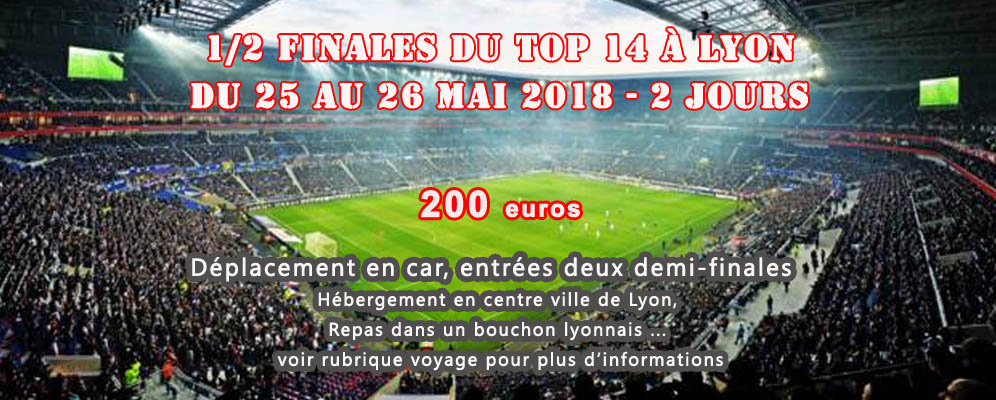 1/2 FINALES DU TOP 14 À LYON
DU 25 AU 26 MAI 2018 - 2 JOURS
200 euros
Déplacement en car, entrées deux demi-finales
Hébergement en centre ville de Lyon,
Repas dans un bouchon lyonnais ...
voir rubrique voyage pour plus d'informations